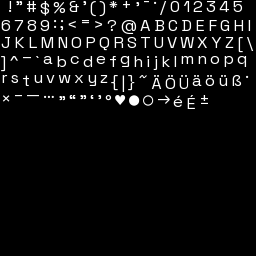 !"#$%&'()*+,-./012345
6789:;<=>?@ABCDEFGHI
JKLMNOPQRSTUVWXYZ[\
]^_`abcdefghijklmnopq
rstuvwxyz{|}~ÄÖÜäöüß·
×–—…„“”‘’°♥●○→éÉ±